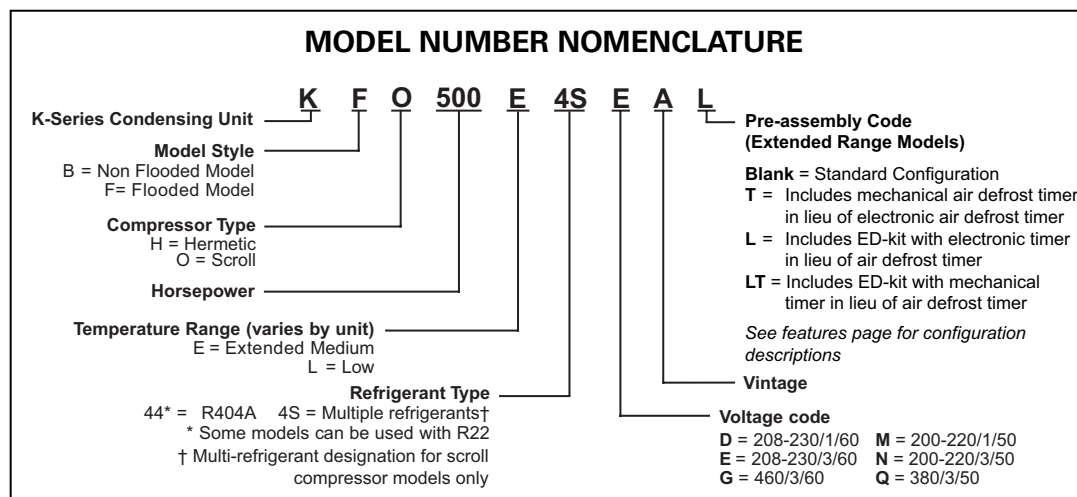 MODEL NUMBER NOMENCLATURE
K F O 500 E 4S E A L
K-Series Condensing Unit
Model Style
B = Non Flooded Model
F= Flooded Model
Compressor Type
H = Hermetic
O = Scroll
Horsepower
Temperature Range (varies by unit)
E = Extended Medium
L = Low
Refrigerant Type
44* = R404A 4S = Multiple refrigerants†
* Some models can be used with R22
† Multi-refrigerant designation for scroll
compressor models only
Pre-assembly Code
(Extended Range Models)
Blank = Standard Configuration
T = Includes mechanical air defrost timer
in lieu of electronic air defrost timer
L = Includes ED-kit with electronic timer
in lieu of air defrost timer
LT = Includes ED-kit with mechanical
timer in lieu of air defrost timer
See features page for configuration
descriptions
Vintage
Voltage code
D = 208-230/1/60 M = 200-220/1/50
E = 208-230/3/60 N = 200-220/3/50
G = 460/3/60 Q = 380/3/50